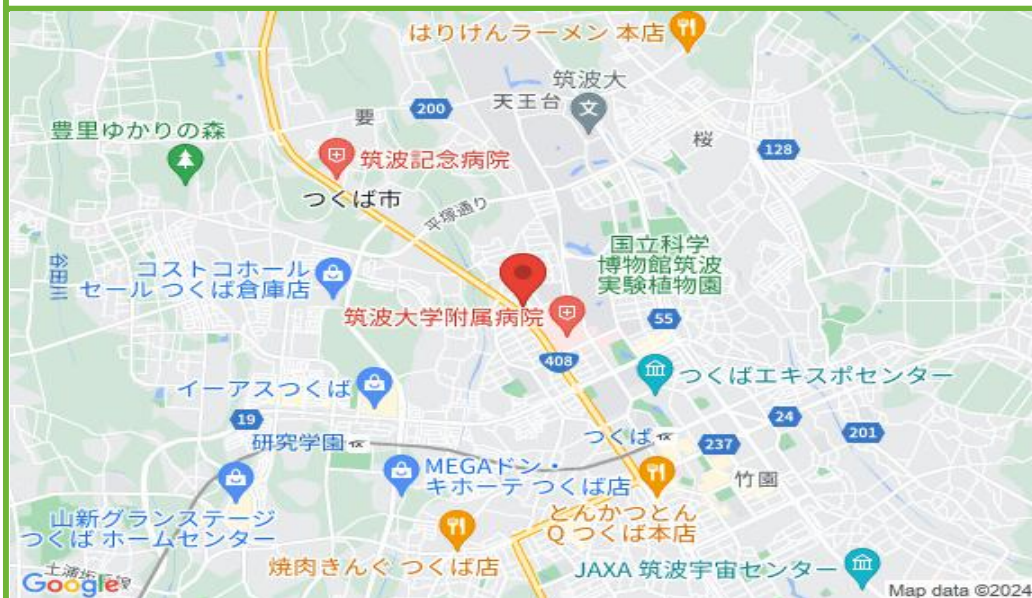 はりけんラーメン 本店
筑波大
天王台
文
200
要
桜
128
豊里ゆかりの森
筑波記念病院
つくば市
平塚通り
国立科学
博物館筑波
実験植物園
谷田川
コストコホール
セール つくば倉庫店
筑波大学附属病院
55
408
つくばエキスポセンター
イーアスつくば
24
19
201
研究学園
つくば
237
MEGAドン・
キホーテ つくば店
竹園
山新グランステージ
つくば ホームセンター
とんかつとん
Q つくば本店
焼肉きんぐ つくば店
JAXA 筑波宇宙センター
Google
Map data ©2024